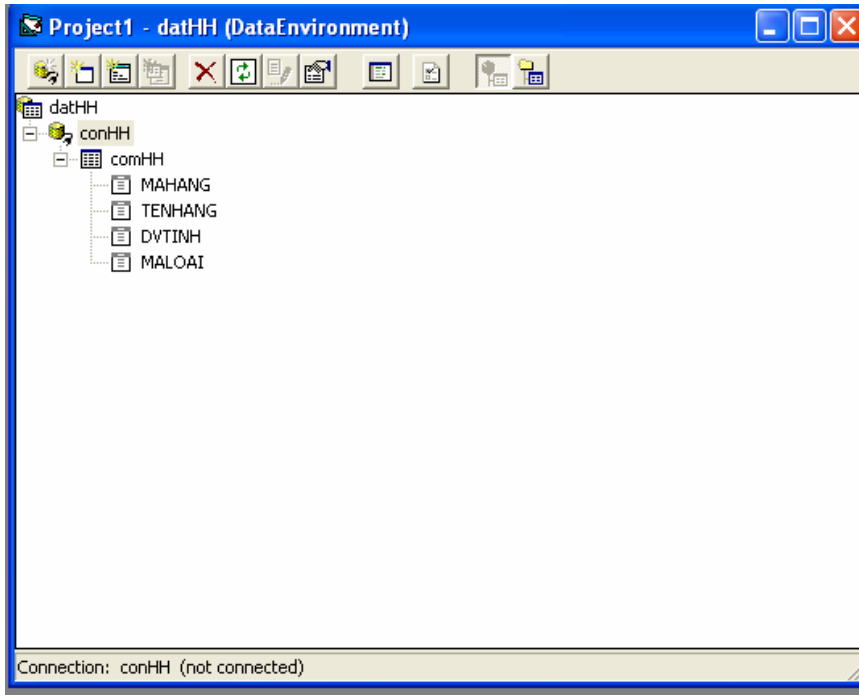 Project1 - datHH (DataEnvironment)
datHH
conHH
comHH
MAHANG
TENHANG
DVTINH
MALOAI
Connection: conHH (not connected)